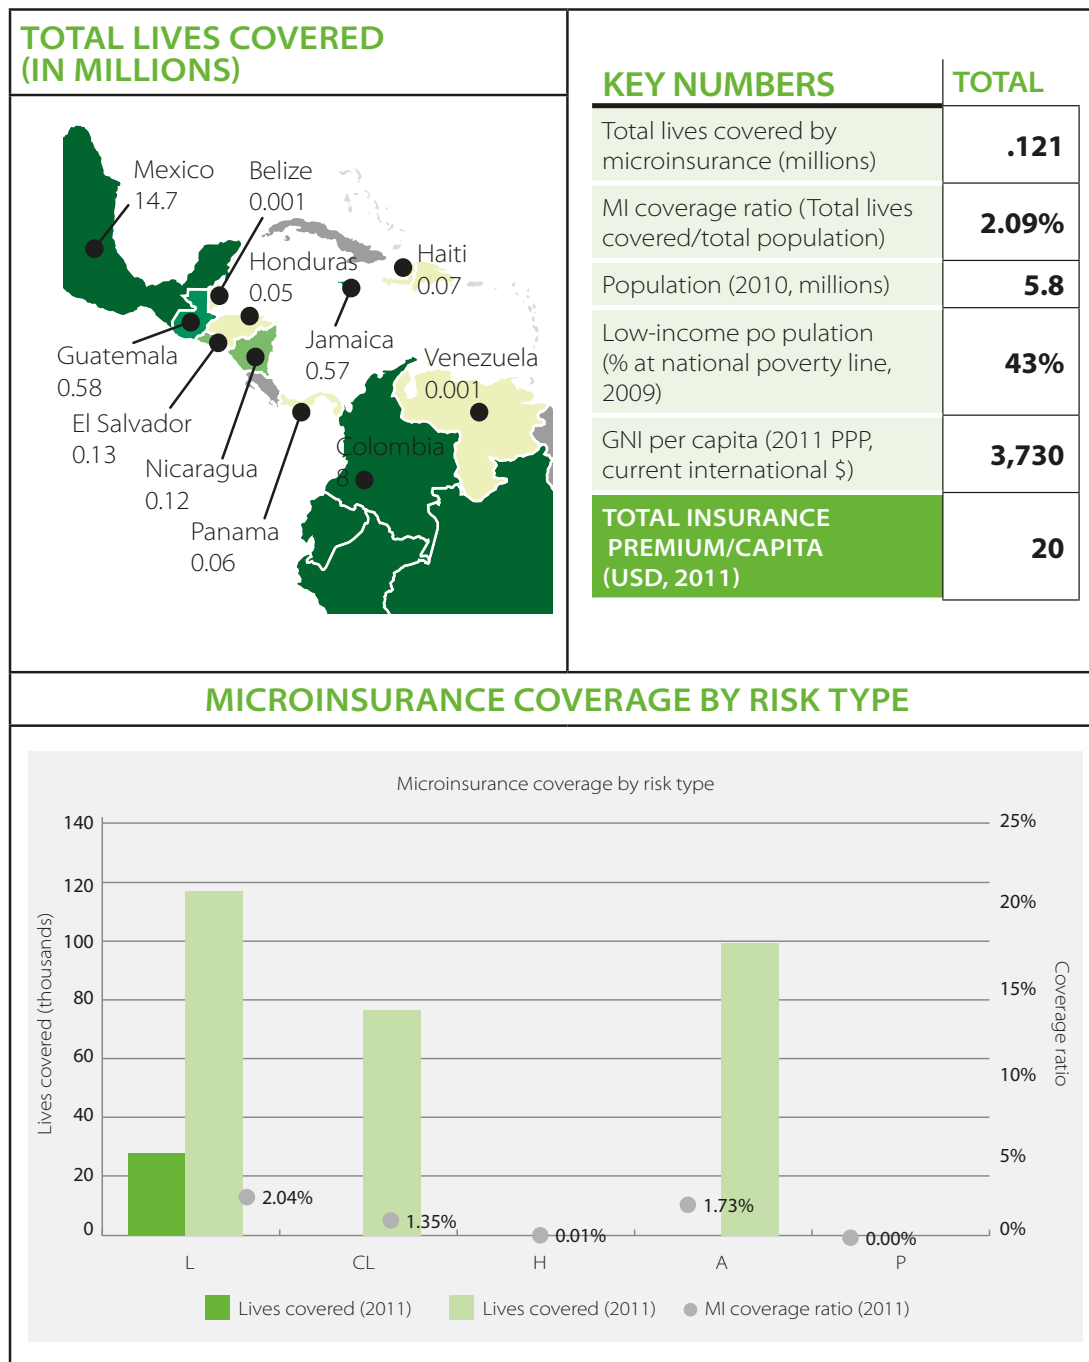 TOTAL LIVES COVERED
(IN MILLIONS)
Mexico
14.7
Belize
0.001
Honduras
0.05
Haiti
0.07
Guatemala
0.58
Jamaica
0.57
Venezuela
0.001
El Salvador
0.13
Colombia
8
Nicaragua
0.12
Panama
0.06
KEY NUMBERS TOTAL
Total lives covered by
microinsurance (millions)
.121
MI coverage ratio (Total lives
covered/total population)
2.09%
Population (2010, millions)
5.8
Low-income po pulation
(% at national poverty line,
2009)
43%
GNI per capita (2011 PPP,
current international $)
3,730
TOTAL INSURANCE
PREMIUM/CAPITA
(USD, 2011)
20
MICROINSURANCE COVERAGE BY RISK TYPE
Microinsurance coverage by risk type
Lives covered (thousands)
140
120
100
80
60
40
20
0
25%
20%
15%
10%
5%
0%
Coverage ratio
2.04%
1.35%
0.01%
1.73%
0.00%
L CL H A P
Lives covered (2011) Lives covered (2011) MI coverage ratio (2011)